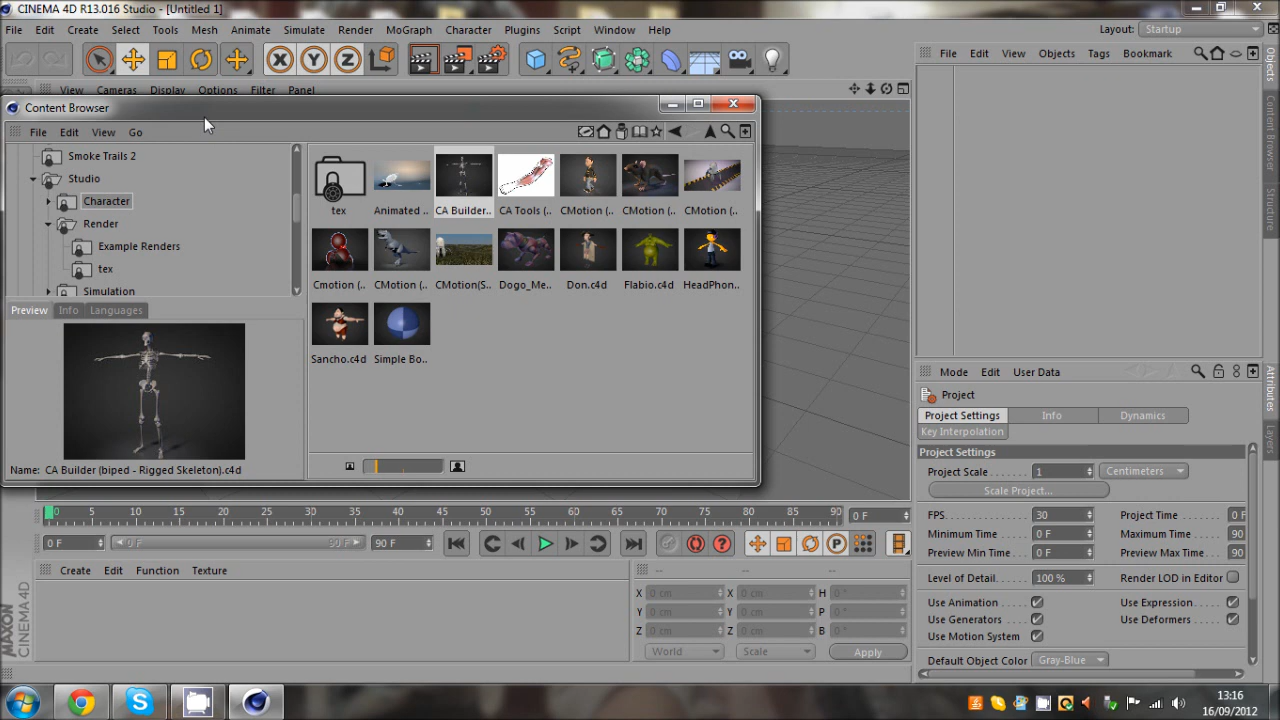 CINEMA 4D R13.016 Studio - [Untitled 1]
File Edit Create Select Tools Mesh Animate Simulate Render MoGraph Character Plugins Script Window Help
Layout: Startup
View Cameras Display Options Filter Panel
File Edit View Objects Tags Bookmark
Objects
Content Browser
Structure
Content Browser
File Edit View Go
Smoke Trails 2
Studio
Character
Render
Example Renders
tex
Simulation
tex Animated .. CA Builder.. CA Tools (.. CMotion (.. CMotion (.. CMotion (..
Cmotion (.. CMotion (.. CMotion(S.. Dogo_Me.. Don.c4d Flabio.c4d HeadPhon..
Sancho.c4d Simple Bo..
Preview Info Languages
Name: CA Builder (biped - Rigged Skeleton).c4d
Mode Edit User Data
Attributes
Layers
Project
Project Settings Info Dynamics
Key Interpolation
Project Settings
Project Scale 1 Centimeters
Scale Project...
FPS 30 Project Time 0 F
Minimum Time 0 F Maximum Time 90
Preview Min Time 0 F Preview Max Time 90
Level of Detail 100 % Render LOD in Editor
Use Animation Use Expression
Use Generators Use Deformers
Use Motion System
Default Object Color Gray-Blue
0 5 10 15 20 25 30 35 40 45 50 55 60 65 70 75 80 85 90 0 F
0 F 0 F 90 F 90 F
Create Edit Function Texture
-- -- --
X 0 cm X 0 cm H 0 °
Y 0 cm Y 0 cm P 0 °
Z 0 cm Z 0 cm B 0 °
World Scale Apply
MAXON
CINEMA 4D
13:16
16/09/2012